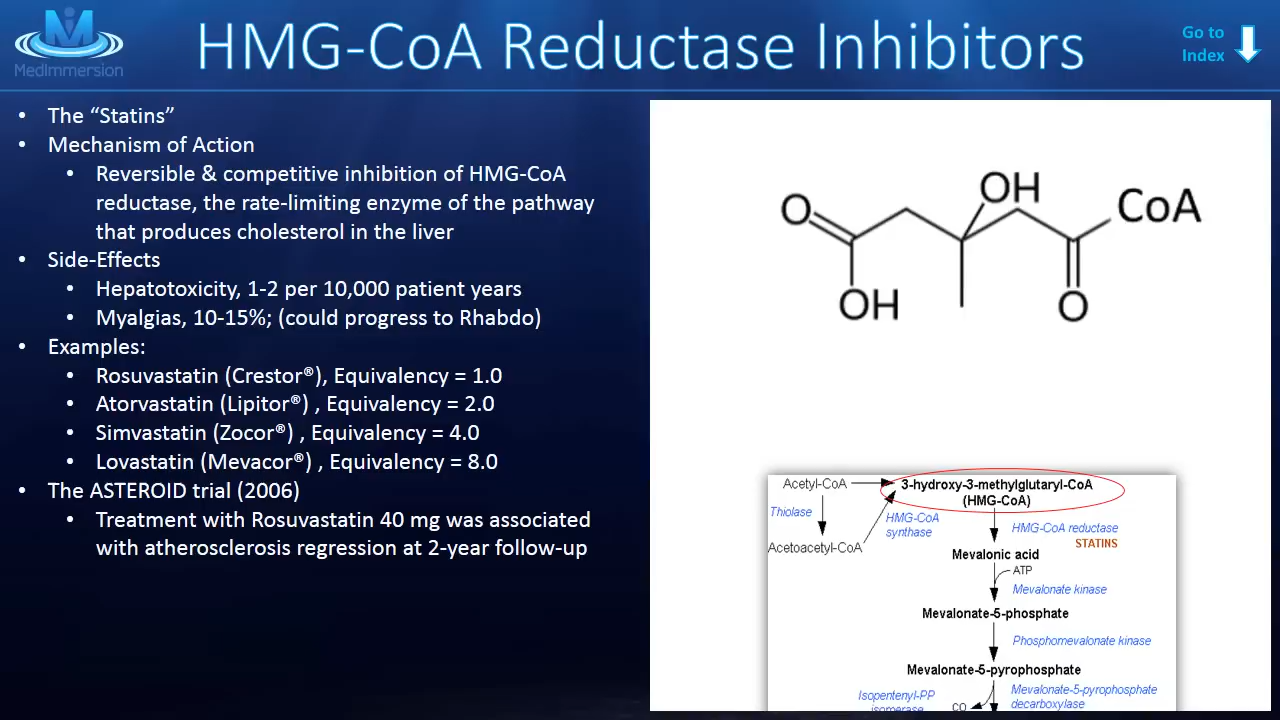 MedImmersion
HMG-CoA Reductase Inhibitors
Go to
Index
• The “Statins”
• Mechanism of Action
• Reversible & competitive inhibition of HMG-CoA
reductase, the rate-limiting enzyme of the pathway
that produces cholesterol in the liver
• Side-Effects
• Hepatotoxicity, 1-2 per 10,000 patient years
• Myalgias, 10-15%; (could progress to Rhabdo)
• Examples:
• Rosuvastatin (Crestor®), Equivalency = 1.0
• Atorvastatin (Lipitor®) , Equivalency = 2.0
• Simvastatin (Zocor®) , Equivalency = 4.0
• Lovastatin (Mevacor®) , Equivalency = 8.0
• The ASTEROID trial (2006)
• Treatment with Rosuvastatin 40 mg was associated
with atherosclerosis regression at 2-year follow-up
O
OH
OH
CoA
O
Acetyl-CoA
3-hydroxy-3-methylglutaryl-CoA
(HMG-CoA)
Thiolase
HMG-CoA
synthase
Acetoacetyl-CoA
HMG-CoA reductase
STATINS
Mevalonic acid
ATP
Mevalonate kinase
Mevalonate-5-phosphate
Phosphomevalonate kinase
Mevalonate-5-pyrophosphate
Isopentenyl-PP
isomerase
CO
Mevalonate-5-pyrophosphate
decarboxylase